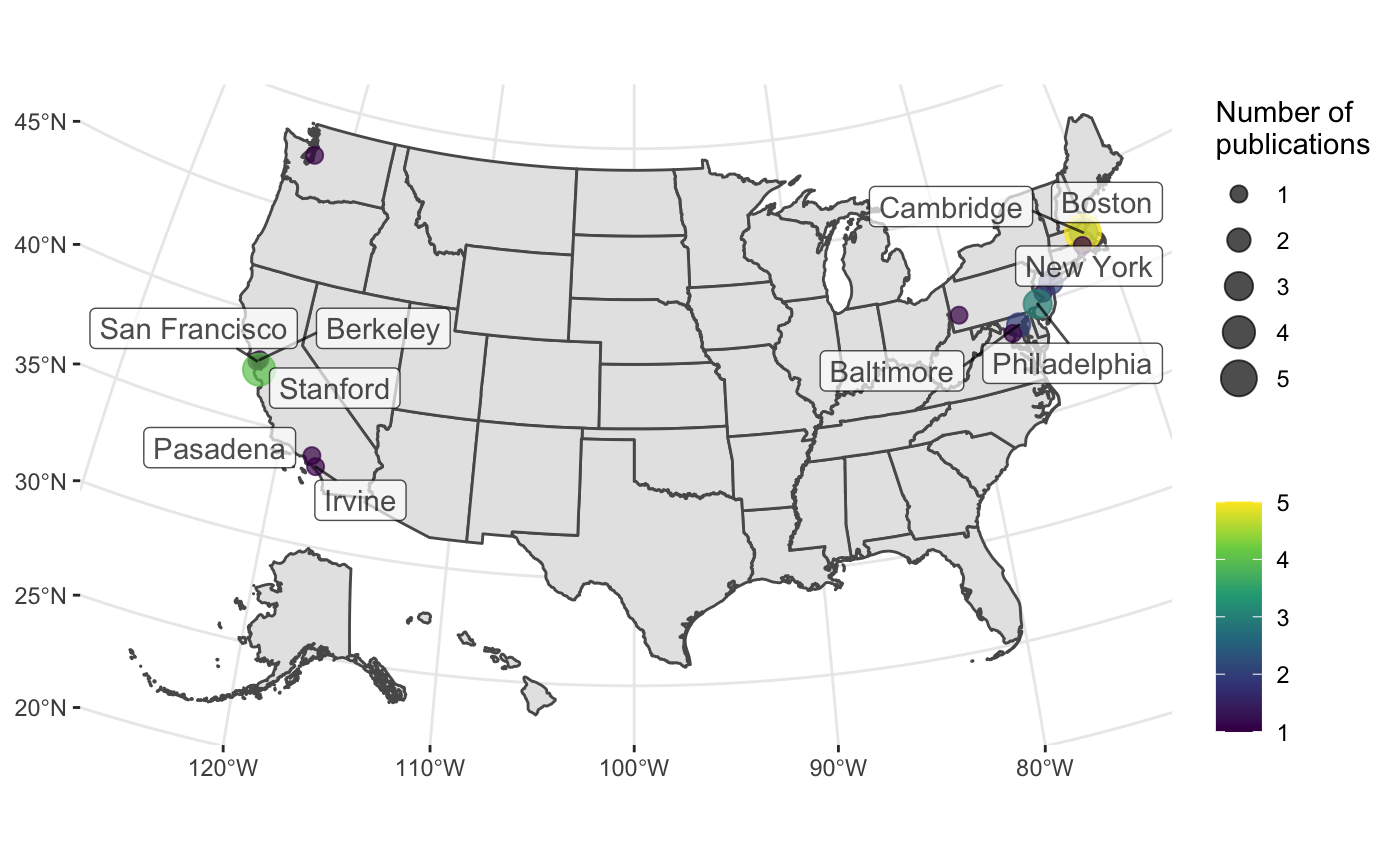 45°N
40°N
35°N
30°N
25°N
20°N
120°W
110°W
100°W
90°W
80°W
Cambridge
Boston
New York
San Francisco
Berkeley
Baltimore
Philadelphia
Stanford
Pasadena
Irvine
Number of
publications
1
2
3
4
5
5
4
3
2
1